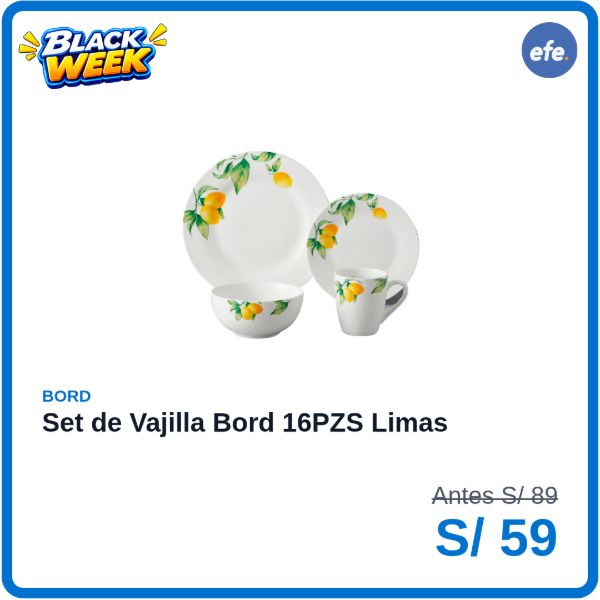 BLACK
WEEK
efe.
BORD
Set de Vajilla Bord 16PZS Limas
Antes S/ 89
S/ 59